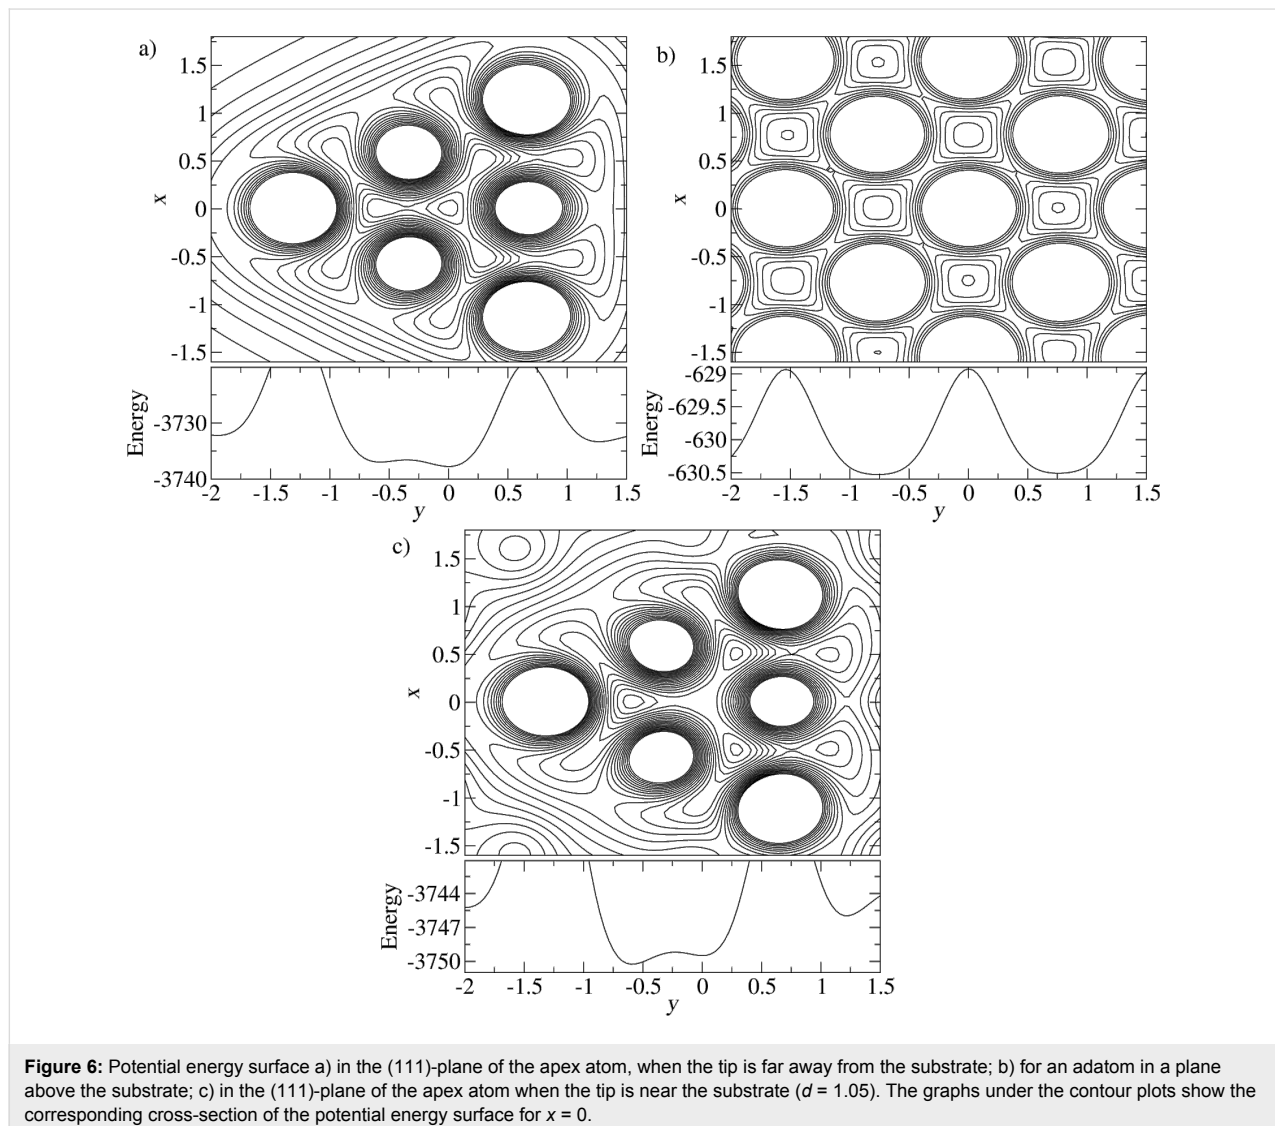 a)
x
1.5
1
0.5
0
-0.5
-1
-1.5
Energy
-3730
-3740
-2 -1.5 -1 -0.5 0 0.5 1 1.5
y
b)
x
1.5
1
0.5
0
-0.5
-1
-1.5
Energy
-629
-629.5
-630
-630.5
-2 -1.5 -1 -0.5 0 0.5 1 1.5
y
c)
x
1.5
1
0.5
0
-0.5
-1
-1.5
Energy
-3744
-3747
-3750
-2 -1.5 -1 -0.5 0 0.5 1 1.5
y
Figure 6: Potential energy surface a) in the (111)-plane of the apex atom, when the tip is far away from the substrate; b) for an adatom in a plane
above the substrate; c) in the (111)-plane of the apex atom when the tip is near the substrate (d = 1.05). The graphs under the contour plots show the
corresponding cross-section of the potential energy surface for x = 0.